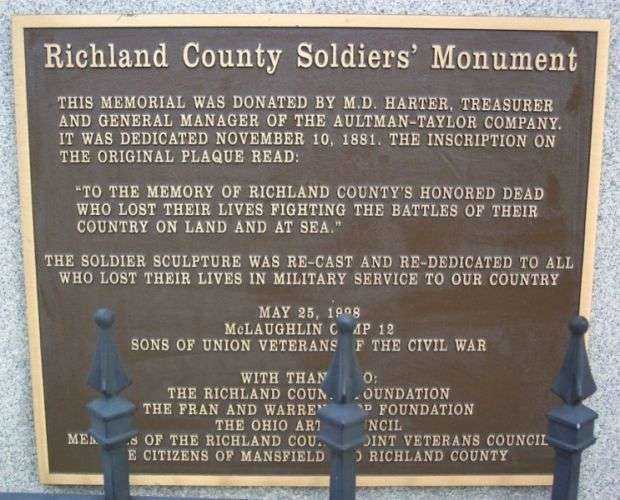 Richland County Soldiers' Monument
THIS MEMORIAL WAS DONATED BY M.D. HARTER, TREASURER
AND GENERAL MANAGER OF THE AULTMAN-TAYLOR COMPANY.
IT WAS DEDICATED NOVEMBER 10, 1881. THE INSCRIPTION ON
THE ORIGINAL PLAQUE READ:
"TO THE MEMORY OF RICHLAND COUNTY'S HONORED DEAD
WHO LOST THEIR LIVES FIGHTING THE BATTLES OF THEIR
COUNTRY ON LAND AND AT SEA."
THE SOLDIER SCULPTURE WAS RE-CAST AND RE-DEDICATED TO ALL
WHO LOST THEIR LIVES IN MILITARY SERVICE TO OUR COUNTRY
MAY 25,
McLAUGHLIN 12
SONS OF UNION VETERANS THE CIVIL WAR
WITH
THE RICHLAND
THE FRAN AND WARREN FOUNDATION
THE OHIO
OF THE RICHLAND VETERANS COUNCIL
CITIZENS OF MANSFIELD RICHLAND COUNTY